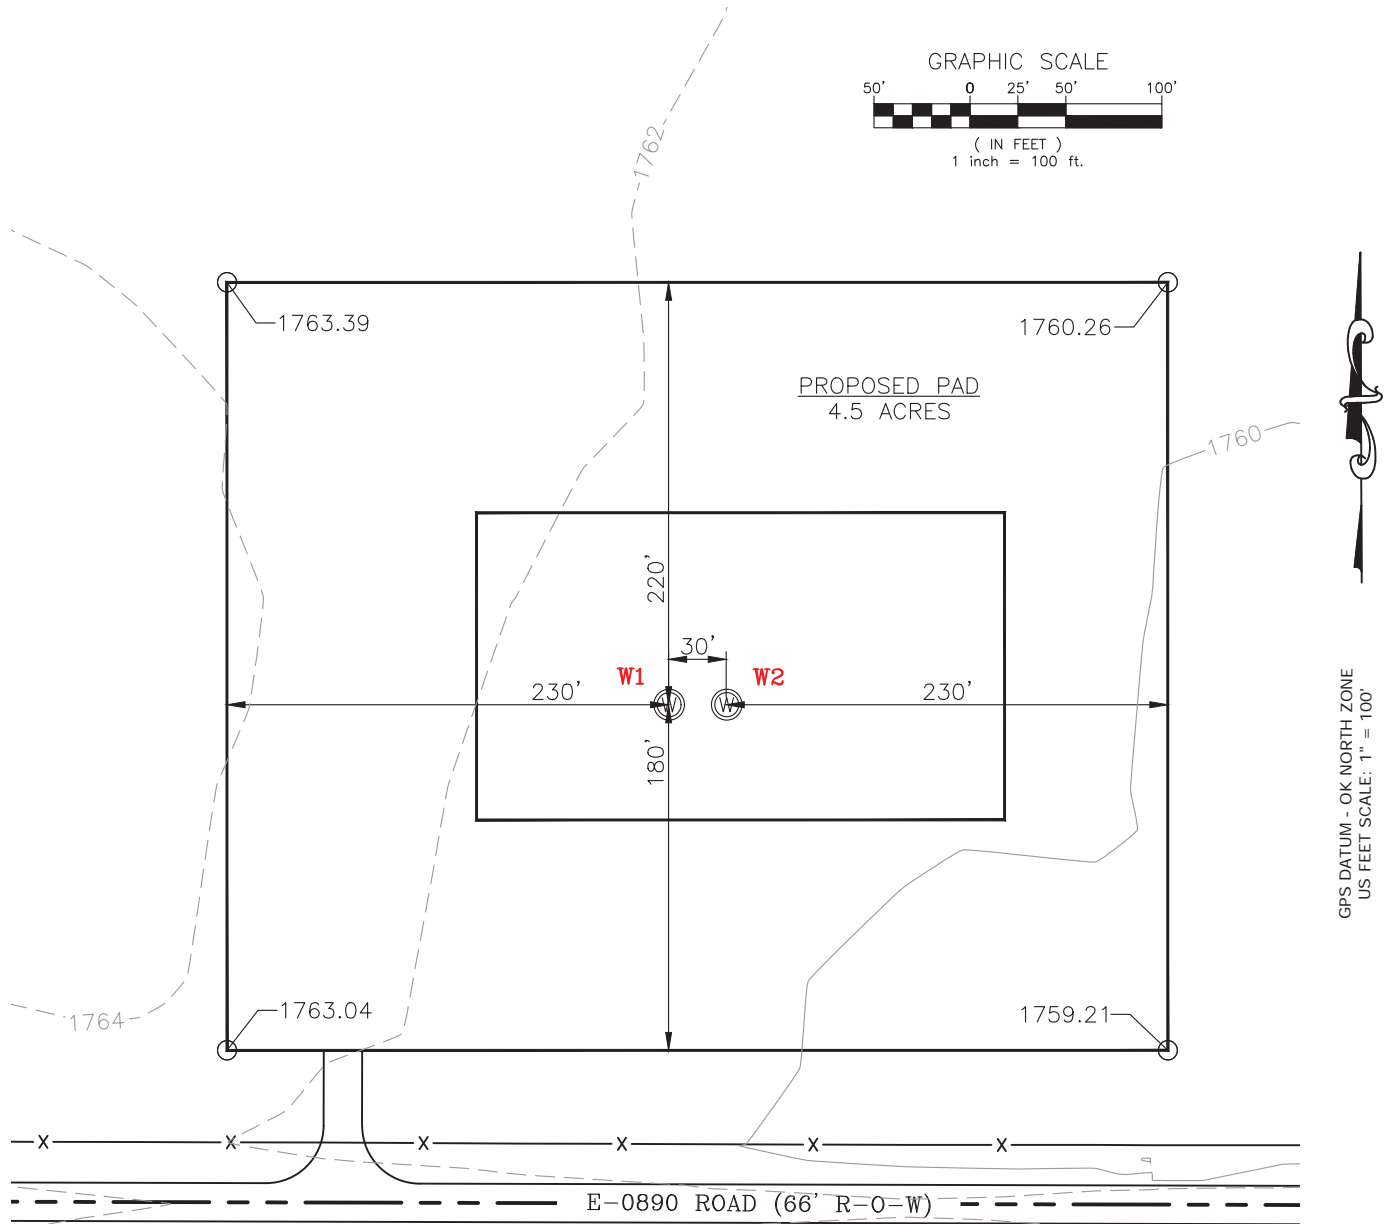 GRAPHIC SCALE
50' 0 25' 50' 100'
( IN FEET )
1 inch = 100 ft.
1762
1763.39
1760.26
PROPOSED PAD
4.5 ACRES
1760
220'
30'
W1
W2
230'
230'
W
W
180'
GPS DATUM - OK NORTH ZONE
US FEET SCALE: 1" = 100'
1764
1763.04
1759.21
X X X X X X
E-0890 ROAD (66' R-O-W)